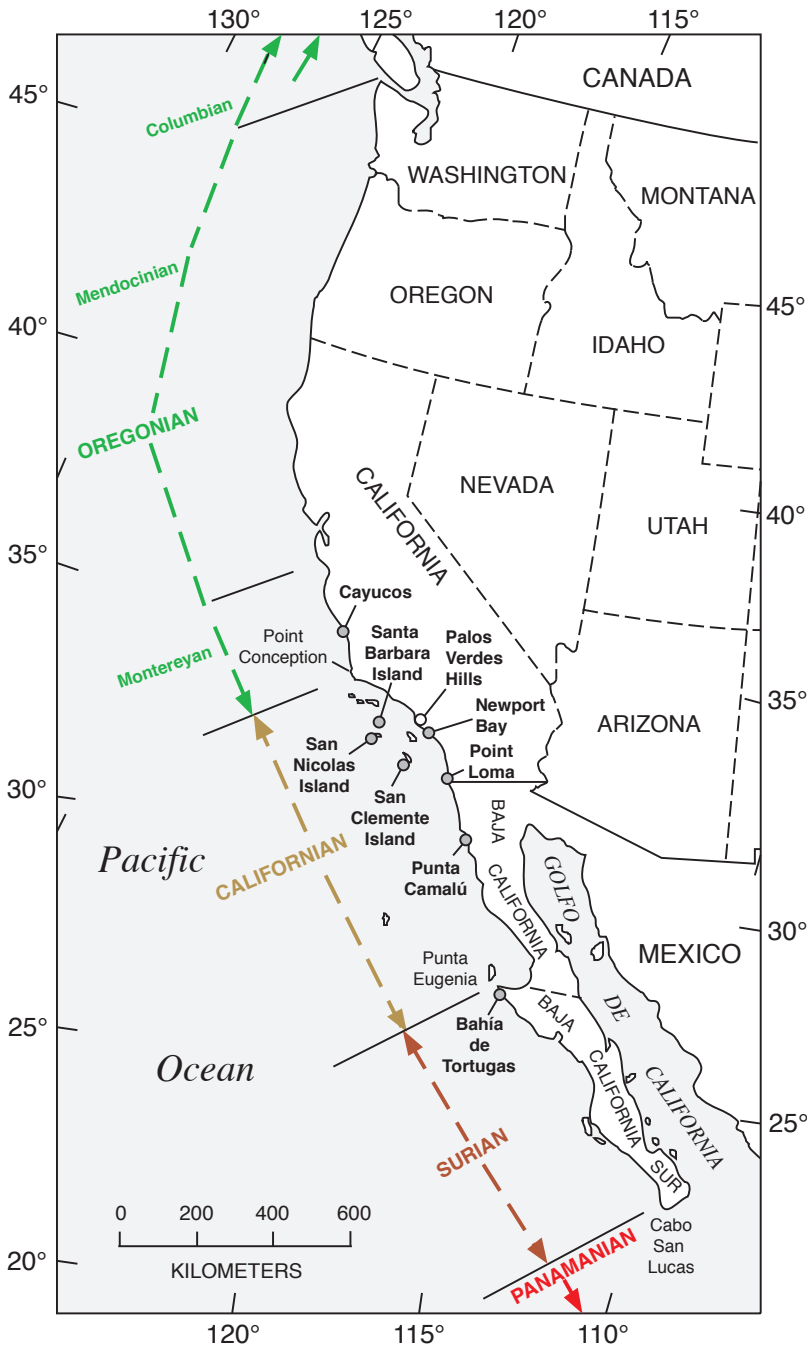 130°
125°
120°
115°
CANADA
45°
Columbian
WASHINGTON
MONTANA
Mendocinian
OREGON
45°
40°
IDAHO
OREGONIAN
CALIFORNIA
NEVADA
40°
UTAH
35°
Cayucos
Point
Conception
Santa
Barbara
Island
Palos
Verdes
Hills
Montereyan
Newport
Bay
35°
ARIZONA
San
Nicolas
Island
Point
Loma
San
Clemente
Island
30°
BAJA
CALIFORNIA
Pacific
CALIFORNIAN
Punta
Camalú
GOLFO
DE
CALIFORNIA
30°
MEXICO
Punta
Eugenia
25°
Bahía
de
Tortugas
BAJA
CALIFORNIA
SUR
Ocean
25°
SURIAN
0
200
400
600
KILOMETERS
Cabo
San
Lucas
20°
PANAMANIAN
120°
115°
110°